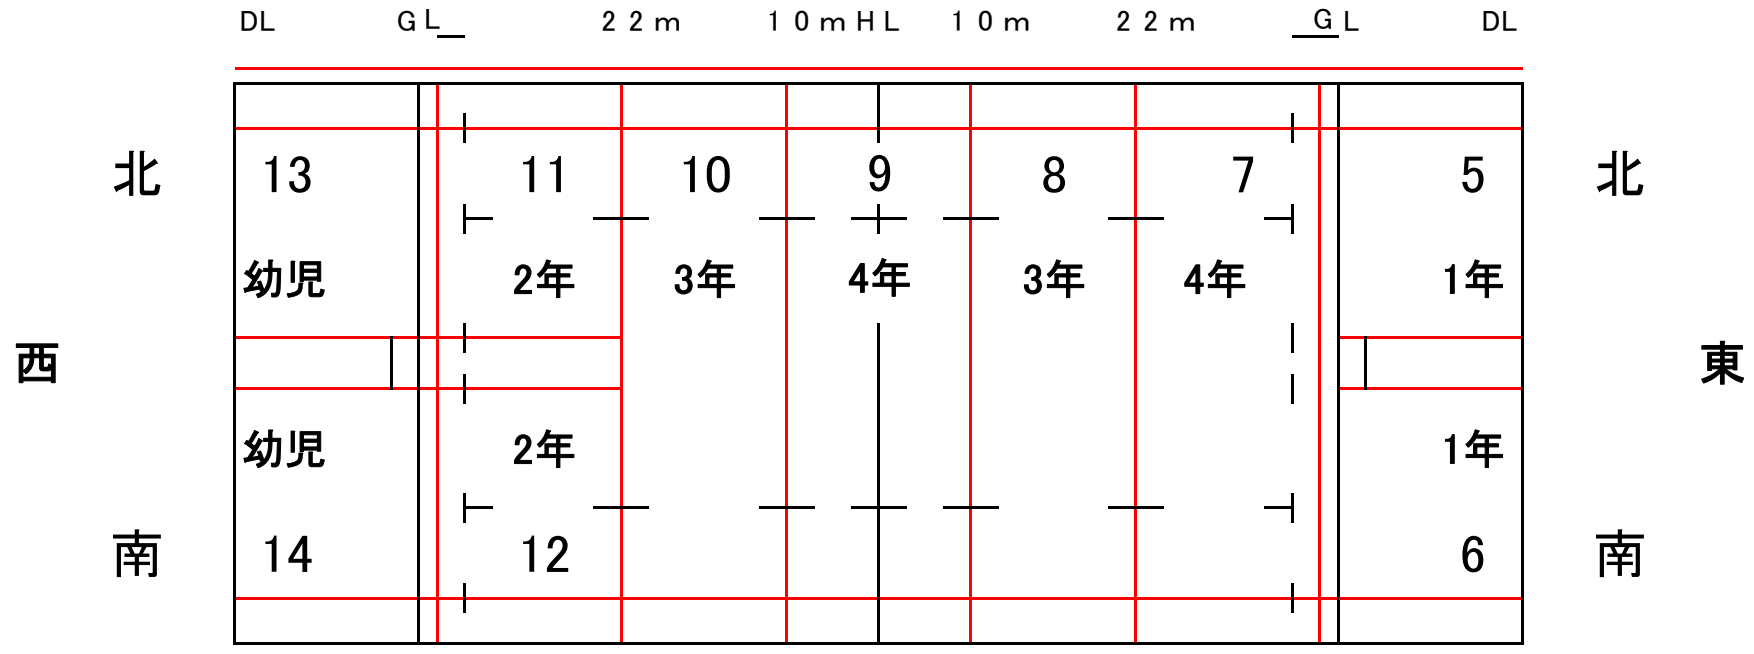 DL ＧＬ ２２ｍ １０ｍＨＬ １０ｍ ２２ｍ ＧＬ DL
北 13 11 10 9 8 7 5 北
幼児 2年 3年 4年 3年 4年 1年
西 東
幼児 2年 1年
南 14 12 6 南